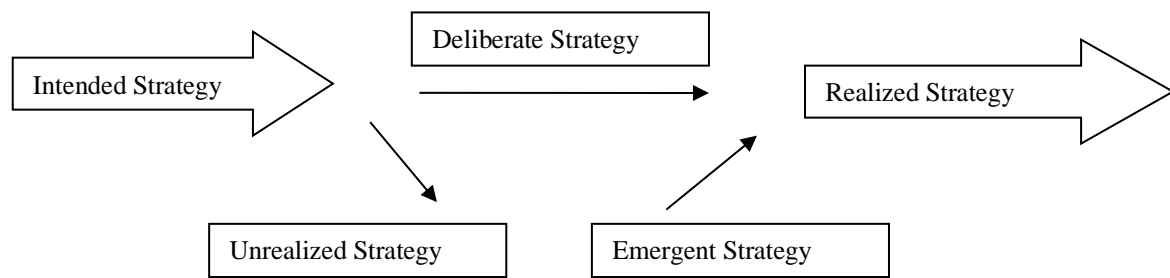 Deliberate Strategy
Intended Strategy
Realized Strategy
Unrealized Strategy
Emergent Strategy